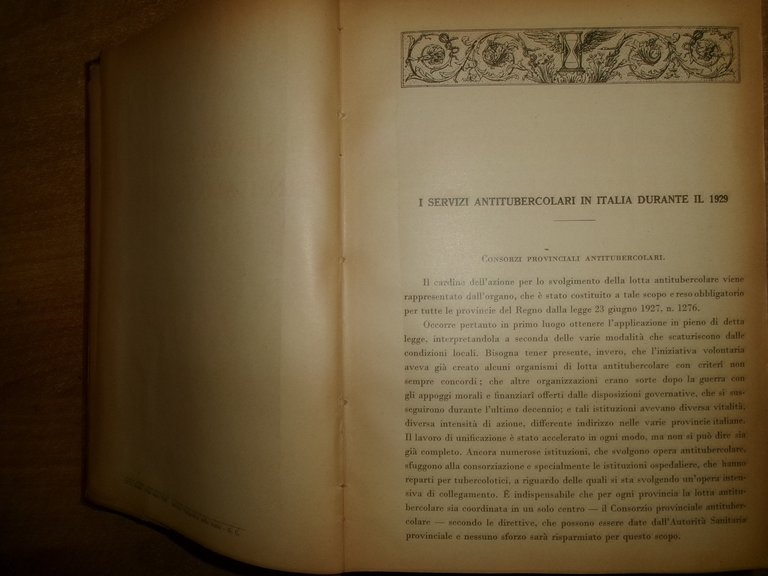 I SERVIZI ANTITUBERCOLARI IN ITALIA DURANTE IL 1929
CONSORZI PROVINCIALI ANTITUBERCOLARI.
Il cardine dell'azione per lo svolgimento della lotta antitubercolare viene
rappresentato dall'organo, che è stato costituito a tale scopo e reso obbligatorio
per tutte le provincie del Regno dalla legge 23 giugno 1927, n. 1276.
Occorre pertanto in primo luogo ottenere l'applicazione in pieno di detta
legge, interpretandola a seconda delle varie modalità che scaturiscono dalle
condizioni locali. Bisogna tener presente, invero, che l'iniziativa volontaria
aveva già creato alcuni organismi di lotta antitubercolare con criteri non
sempre concordi; che altre organizzazioni erano sorte dopo la guerra con
gli appoggi morali e finanziarî offerti dalle disposizioni governative, che si sus-
seguirono durante l'ultimo decennio; e tali istituzioni avevano diversa vitalità,
diversa intensità di azione, differente indirizzo nelle varie provincie italiane.
Il lavoro di unificazione è stato accelerato in ogni modo, ma non si può dire sia
già completo. Ancora numerose istituzioni, che svolgono opera antitubercolare,
sfuggono alla consorziazione e specialmente le istituzioni ospedaliere, che hanno
reparti per tubercolotici, a riguardo delle quali si sta svolgendo un'opera inten-
siva di collegamento. È indispensabile che per ogni provincia la lotta antitu-
bercolare sia coordinata in un solo centro — il Consorzio provinciale antituber-
colare — secondo le direttive, che possono essere date dall'Autorità Sanitaria
provinciale e nessuno sforzo sarà risparmiato per questo scopo.